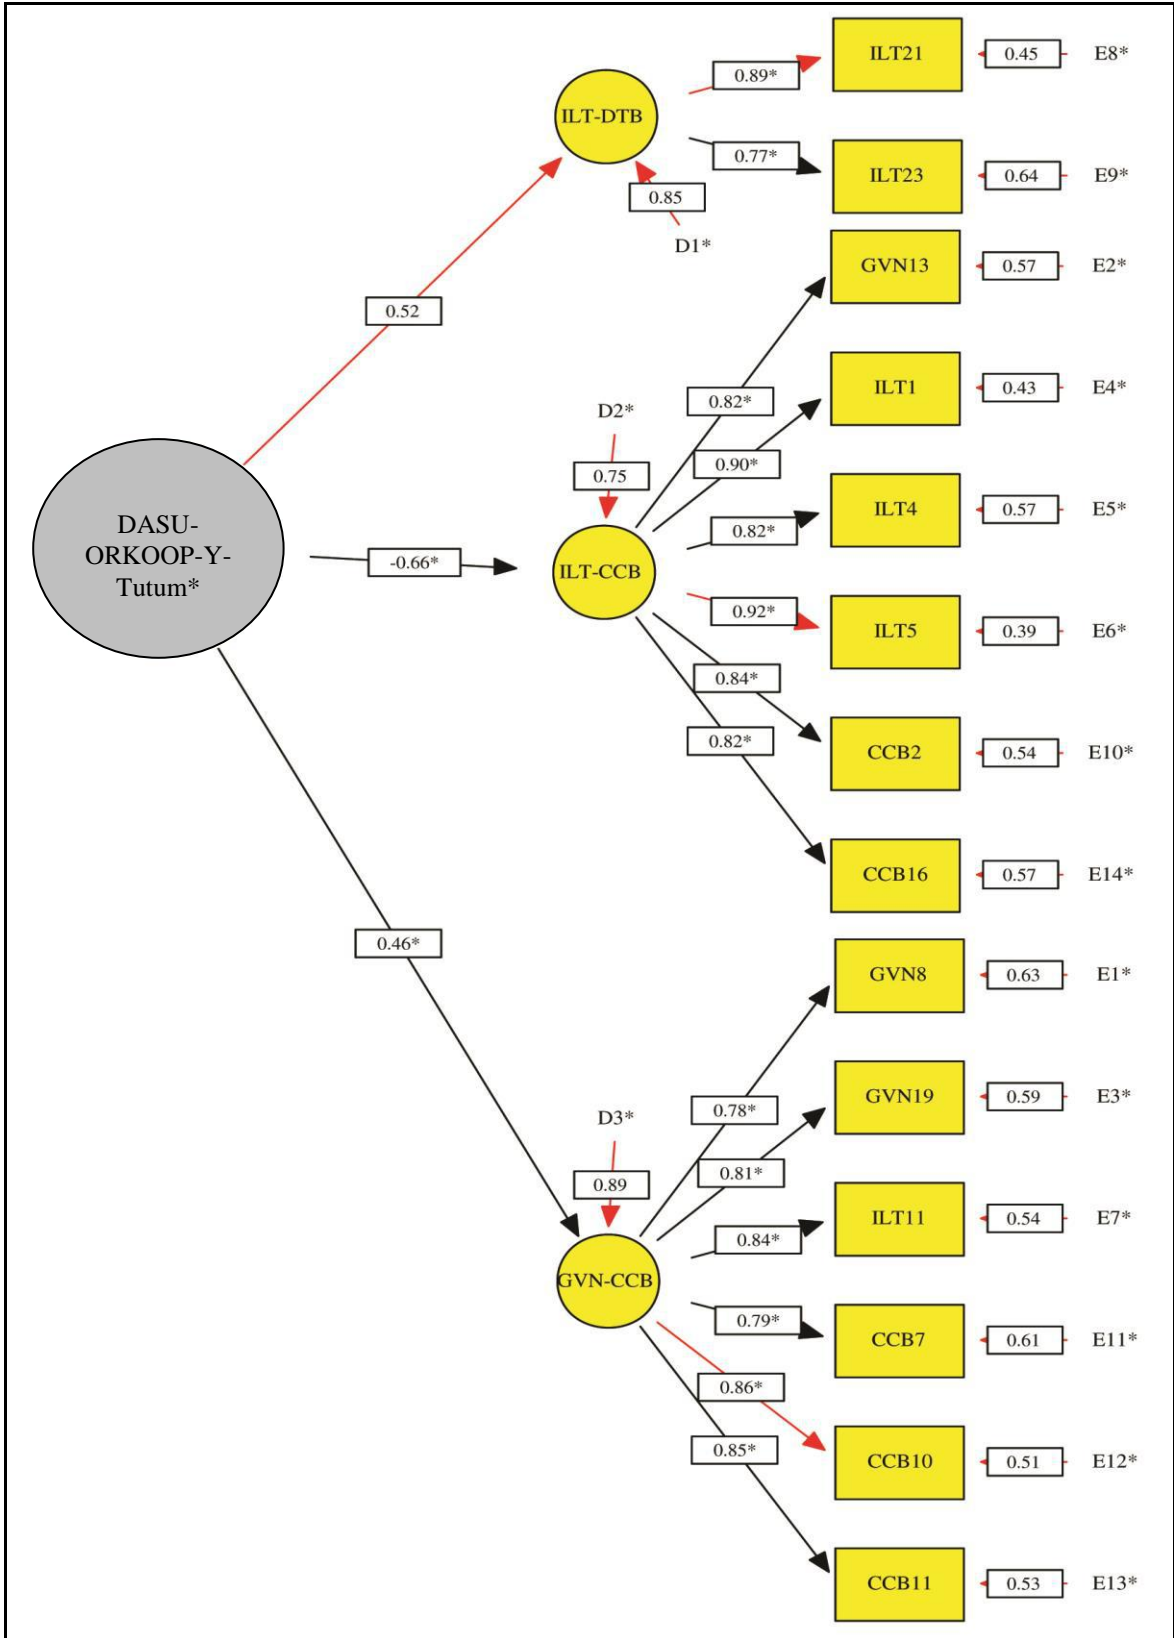 ILT21
0.45
E8*
0.89*
ILT-DTB
0.77*
ILT23
0.64
E9*
0.85
D1*
GVN13
0.57
E2*
0.52
0.82*
ILT1
0.43
E4*
D2*
0.90*
0.75
ILT4
0.57
E5*
0.82*
DASU-
ORKOOP-Y-
Tutum*
-0.66*
ILT-CCB
0.92*
ILT5
0.39
E6*
0.84*
0.82*
CCB2
0.54
E10*
CCB16
0.57
E14*
0.46*
GVN8
0.63
E1*
0.78*
GVN19
0.59
E3*
D3*
0.81*
0.89
ILT11
0.54
E7*
0.84*
GVN-CCB
0.79*
CCB7
0.61
E11*
0.86*
0.85*
CCB10
0.51
E12*
CCB11
0.53
E13*